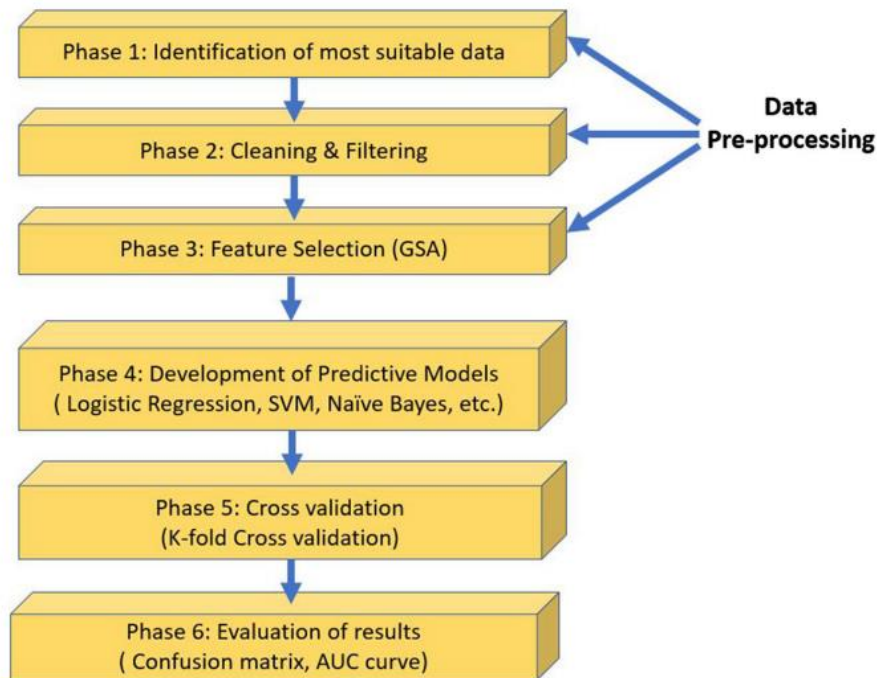 Phase 1: Identification of most suitable data
Data
Pre-processing
Phase 2: Cleaning & Filtering
Phase 3: Feature Selection (GSA)
Phase 4: Development of Predictive Models
( Logistic Regression, SVM, Naïve Bayes, etc.)
Phase 5: Cross validation
(K-fold Cross validation)
Phase 6: Evaluation of results
( Confusion matrix, AUC curve)